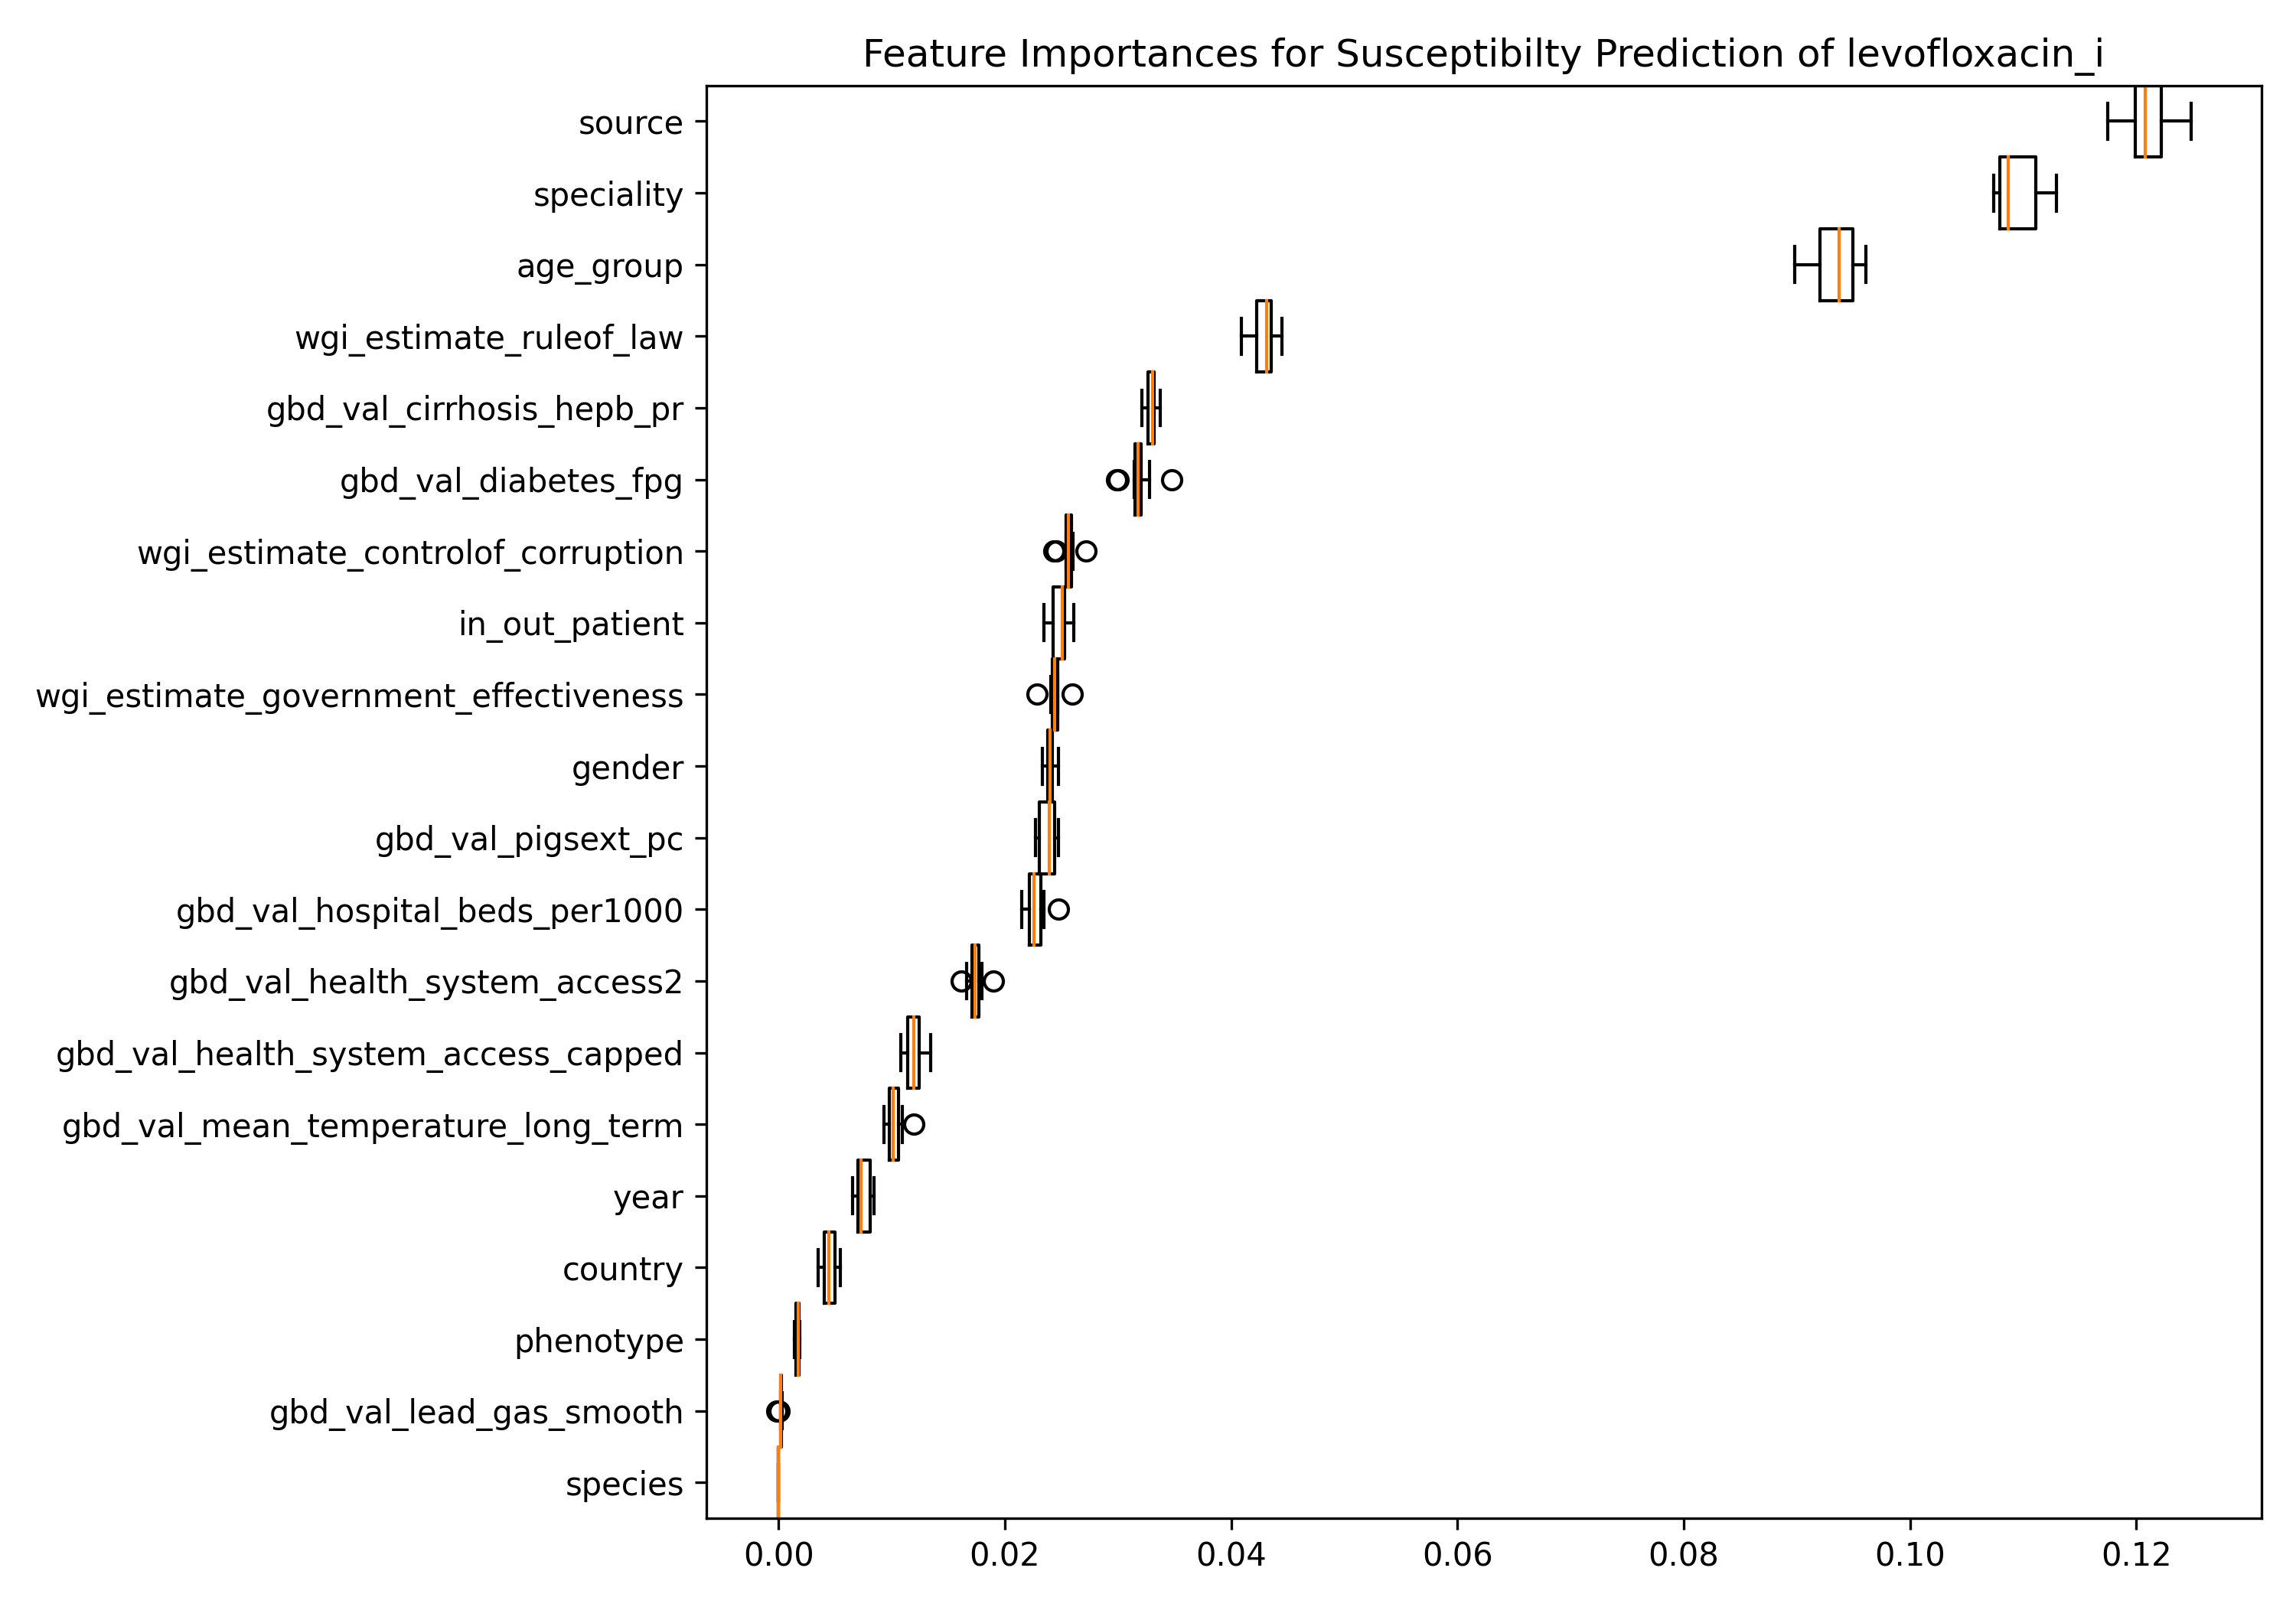 Feature Importances for Susceptibilty Prediction of levofloxacin_i
source
speciality
age_group
wgi_estimate_ruleof_law
gbd_val_cirrhosis_hepb_pr
gbd_val_diabetes_fpg
wgi_estimate_controlof_corruption
in_out_patient
wgi_estimate_government_effectiveness
gender
gbd_val_pigsext_pc
gbd_val_hospital_beds_per1000
gbd_val_health_system_access2
gbd_val_health_system_access_capped
gbd_val_mean_temperature_long_term
year
country
phenotype
gbd_val_lead_gas_smooth
species
0.00 0.02 0.04 0.06 0.08 0.10 0.12